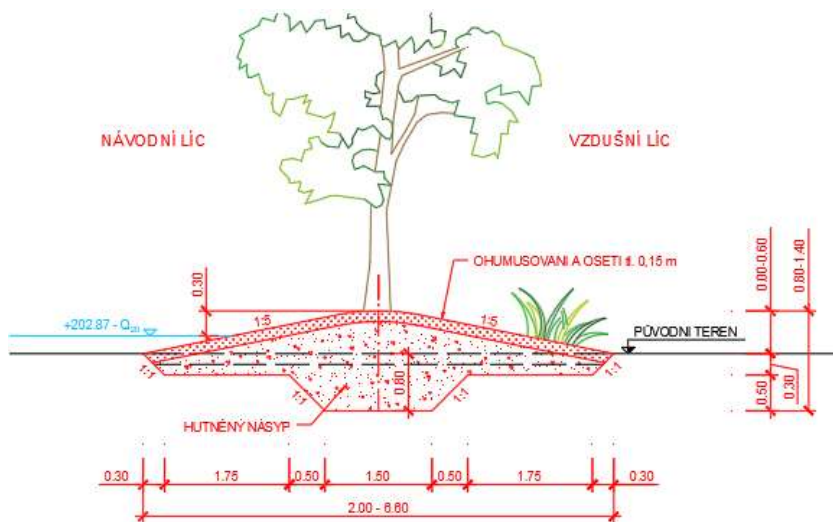 NÁVODNÍ LÍC
VZDUŠNÍ LÍC
OHUMUSOVANI A OSETI tl. 0,15 m
0.30
0.00-0.60
0.80-1.40
1:5
1:5
+202.87 - Q20
PŮVODNI TEREN
1:1
1:1
0.80
1:1
1:1
0.50
0.30
HUTNĚNÝ NÁSYP
0.30
1.75
0.50
1.50
0.50
1.75
0.30
2.00 - 6.60